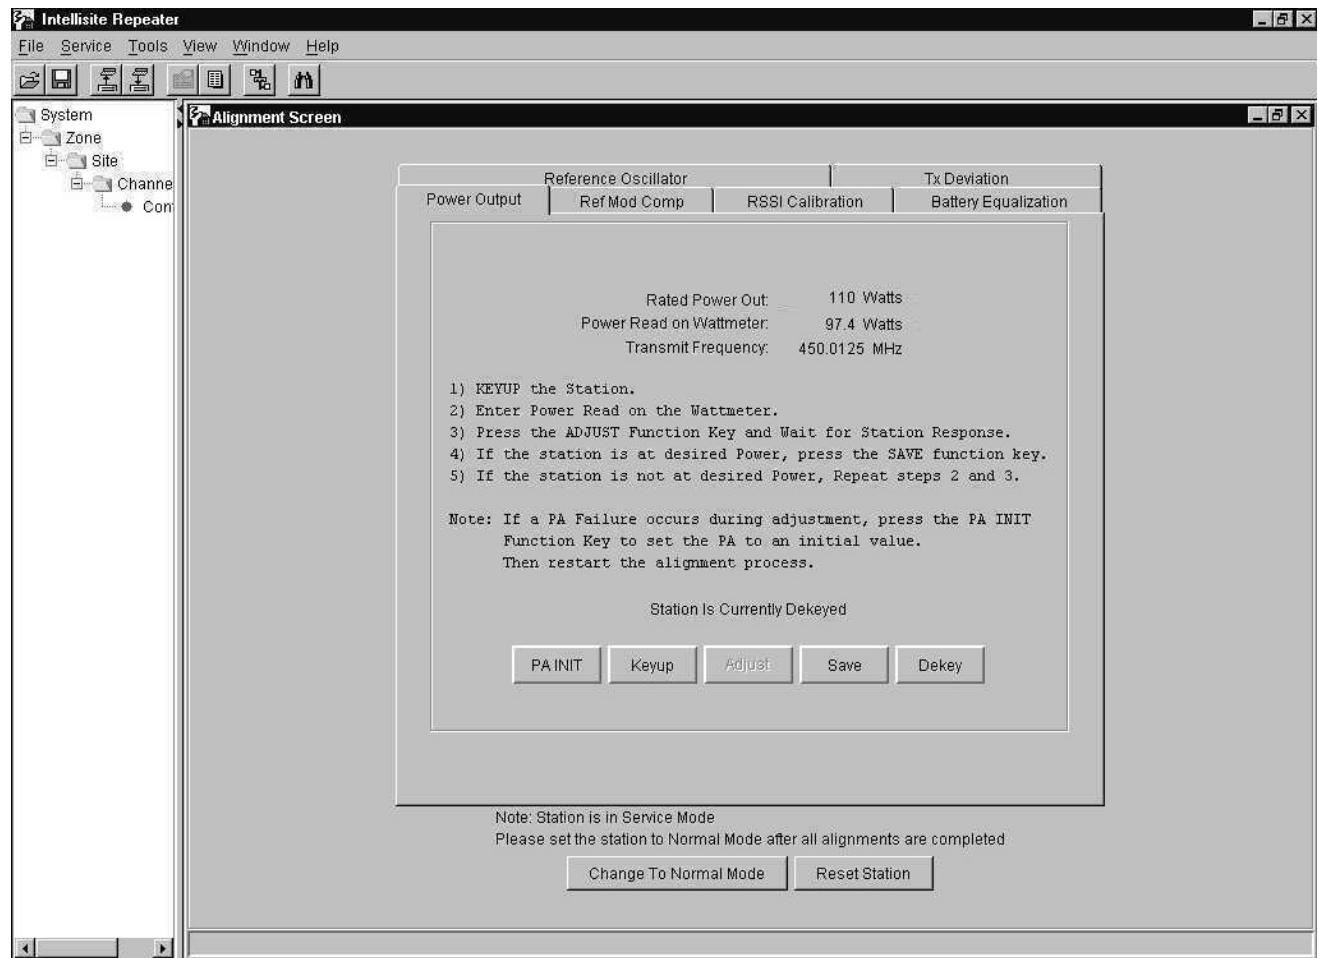 Intellisite Repeater
File Service Tools View Window Help
System
Zone
Site
Channe
Con
Alignment Screen
Reference Oscillator Tx Deviation
Power Output Ref Mod Comp RSSI Calibration Battery Equalization
Rated Power Out: 110 Watts
Power Read on Wattmeter: 97.4 Watts
Transmit Frequency: 450.0125 MHz
1) KEYUP the Station.
2) Enter Power Read on the Wattmeter.
3) Press the ADJUST Function Key and Wait for Station Response.
4) If the station is at desired Power, press the SAVE function key.
5) If the station is not at desired Power, Repeat steps 2 and 3.
Note: If a PA Failure occurs during adjustment, press the PA INIT
Function Key to set the PA to an initial value.
Then restart the alignment process.
Station Is Currently Dekeyed
PA INIT Keyup Adjust Save Dekey
Note: Station is in Service Mode
Please set the station to Normal Mode after all alignments are completed
Change To Normal Mode Reset Station